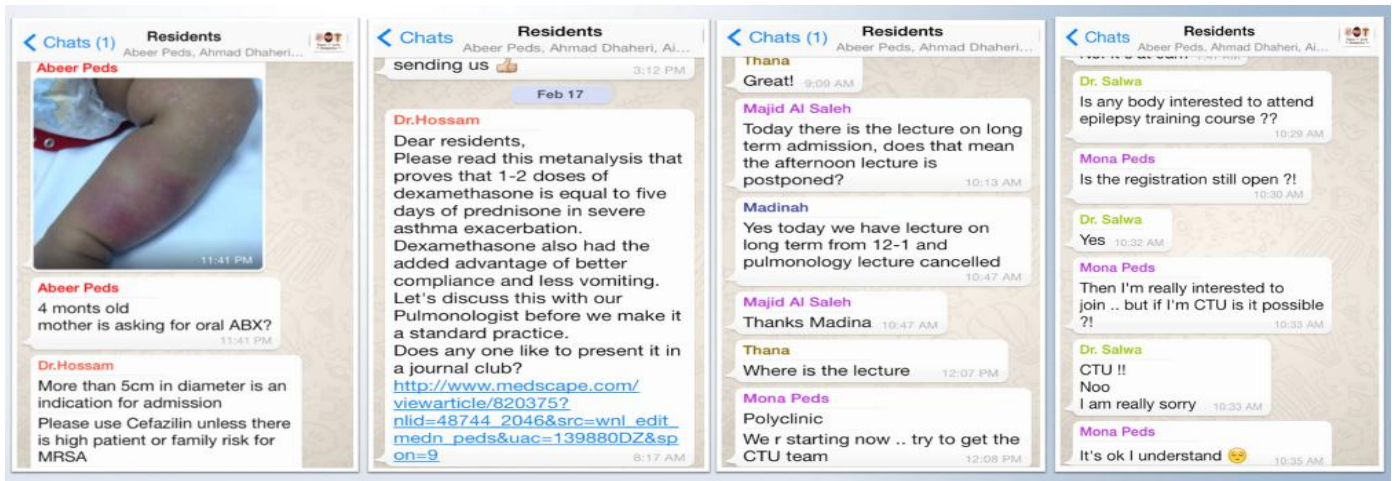 Chats (1)
Residents
Abeer Peds, Ahmad Dhaheri...
Abeer Peds
11:41 PM
Abeer Peds
4 monts old
mother is asking for oral ABX?
11:41 PM
Dr.Hossam
More than 5cm in diameter is an
indication for admission
Please use Cefazilin unless there
is high patient or family risk for
MRSA
Chats
Residents
Abeer Peds, Ahmad Dhaheri, Ai...
sending us 👍
3:12 PM
Feb 17
Dr.Hossam
Dear residents,
Please read this metanalysis that
proves that 1-2 doses of
dexamethasone is equal to five
days of prednisone in severe
asthma exacerbation.
Dexamethasone also had the
added advantage of better
compliance and less vomiting.
Let's discuss this with our
Pulmonologist before we make it
a standard practice.
Does any one like to present it in
a journal club?
http://www.medscape.com/
viewarticle/820375?
nlid=48744_2046&src=wnl_edit_
medn_peds&uac=139880DZ&sp
on=9
8:17 AM
Chats (1)
Residents
Abeer Peds, Ahmad Dhaheri...
Thana
Great! 9:09 AM
Majid Al Saleh
Today there is the lecture on long
term admission, does that mean
the afternoon lecture is
postponed?
10:13 AM
Madinah
Yes today we have lecture on
long term from 12-1 and
pulmonology lecture cancelled
10:47 AM
Majid Al Saleh
Thanks Madina 10:47 AM
Thana
Where is the lecture 12:07 PM
Mona Peds
Polyclinic
We r starting now .. try to get the
CTU team 12:08 PM
Chats
Residents
Abeer Peds, Ahmad Dhaheri, Ai...
Dr. Salwa
Is any body interested to attend
epilepsy training course ??
10:29 AM
Mona Peds
Is the registration still open ?!
10:30 AM
Dr. Salwa
Yes 10:32 AM
Mona Peds
Then I'm really interested to
join .. but if I'm CTU is it possible
?! 10:33 AM
Dr. Salwa
CTU !!
Noo
I am really sorry 10:33 AM
Mona Peds
It's ok I understand 😌 10:35 AM